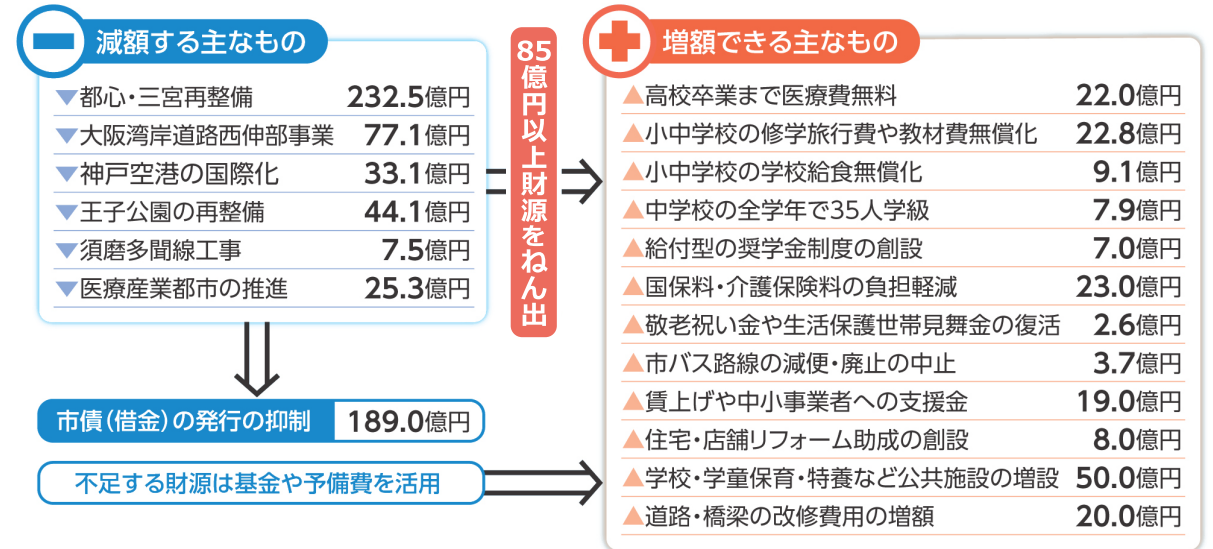 減額する主なもの
▼都心・三宮再整備 232.5億円
▼大阪湾岸道路西伸部事業 77.1億円
▼神戸空港の国際化 33.1億円
▼王子公園の再整備 44.1億円
▼須磨多聞線工事 7.5億円
▼医療産業都市の推進 25.3億円
市債(借金)の発行の抑制 189.0億円
不足する財源は基金や予備費を活用
85億円以上財源をねん出
増額できる主なもの
▲高校卒業まで医療費無料 22.0億円
▲小中学校の修学旅行費や教材費無償化 22.8億円
▲小中学校の学校給食無償化 9.1億円
▲中学校の全学年で35人学級 7.9億円
▲給付型の奨学金制度の創設 7.0億円
▲国保料・介護保険料の負担軽減 23.0億円
▲敬老祝い金や生活保護世帯見舞金の復活 2.6億円
▲市バス路線の減便・廃止の中止 3.7億円
▲賃上げや中小事業者への支援金 19.0億円
▲住宅・店舗リフォーム助成の創設 8.0億円
▲学校・学童保育・特養など公共施設の増設 50.0億円
▲道路・橋梁の改修費用の増額 20.0億円